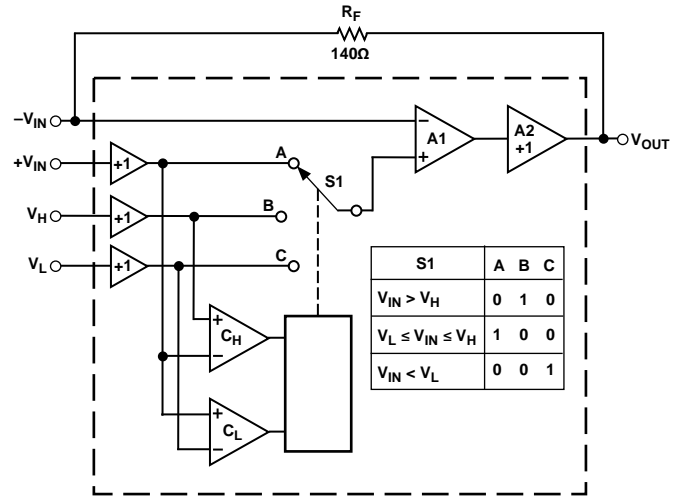 R_F
140Ω
–V_IN
+V_IN
V_H
V_L
+1
+1
+1
A
B
C
S1
–
+
A1
A2
+1
V_OUT
+
–
C_H
+
–
C_L
S1 A B C
V_IN > V_H 0 1 0
V_L ≤ V_IN ≤ V_H 1 0 0
V_IN < V_L 0 0 1